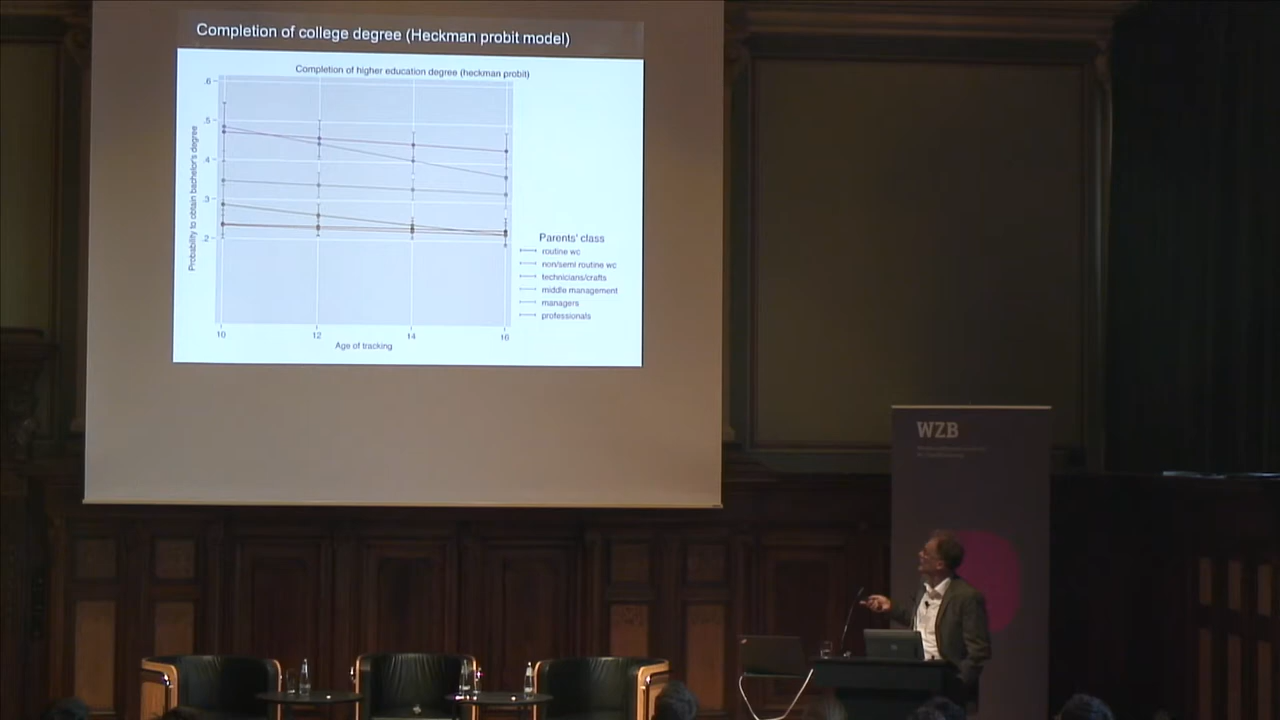 Completion of college degree (Heckman probit model)
Completion of higher education degree (heckman probit)
Probability to obtain bachelor's degree
.6
.5
.4
.3
.2
10
12
14
16
Age of tracking
Parents' class
routine wc
non/semi routine wc
technicians/crafts
middle management
managers
professionals
WZB